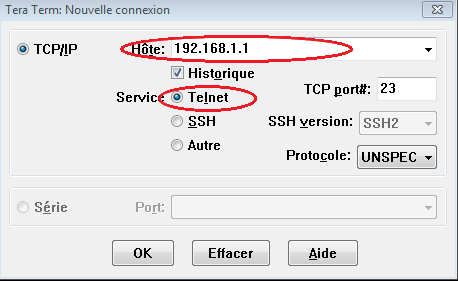 Tera Term: Nouvelle connexion
TCP/IP
Hôte: 192.168.1.1
Historique
Service
Telnet
TCP port#: 23
SSH
SSH version: SSH2
Autre
Protocole: UNSPEC
Série
Port:
OK
Effacer
Aide